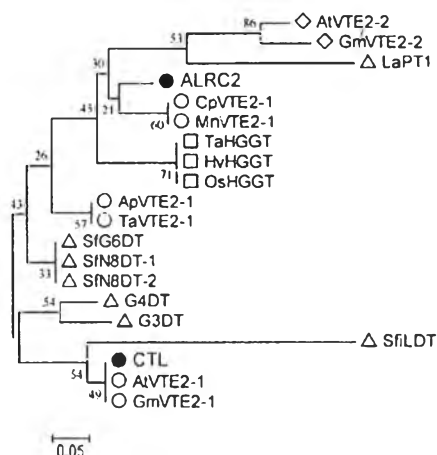 86
AtVTE2-2
53
GmVTE2-2
LaPT1
30
ALRC2
43
21
CpVTE2-1
60
MnVTE2-1
TaHGGT
HvHGGT
71
OsHGGT
26
ApVTE2-1
57
TaVTE2-1
43
SfG6DT
SfN8DT-1
33
SfN8DT-2
54
G4DT
G3DT
SfiLDT
54
CTL
AtVTE2-1
49
GmVTE2-1
0.05